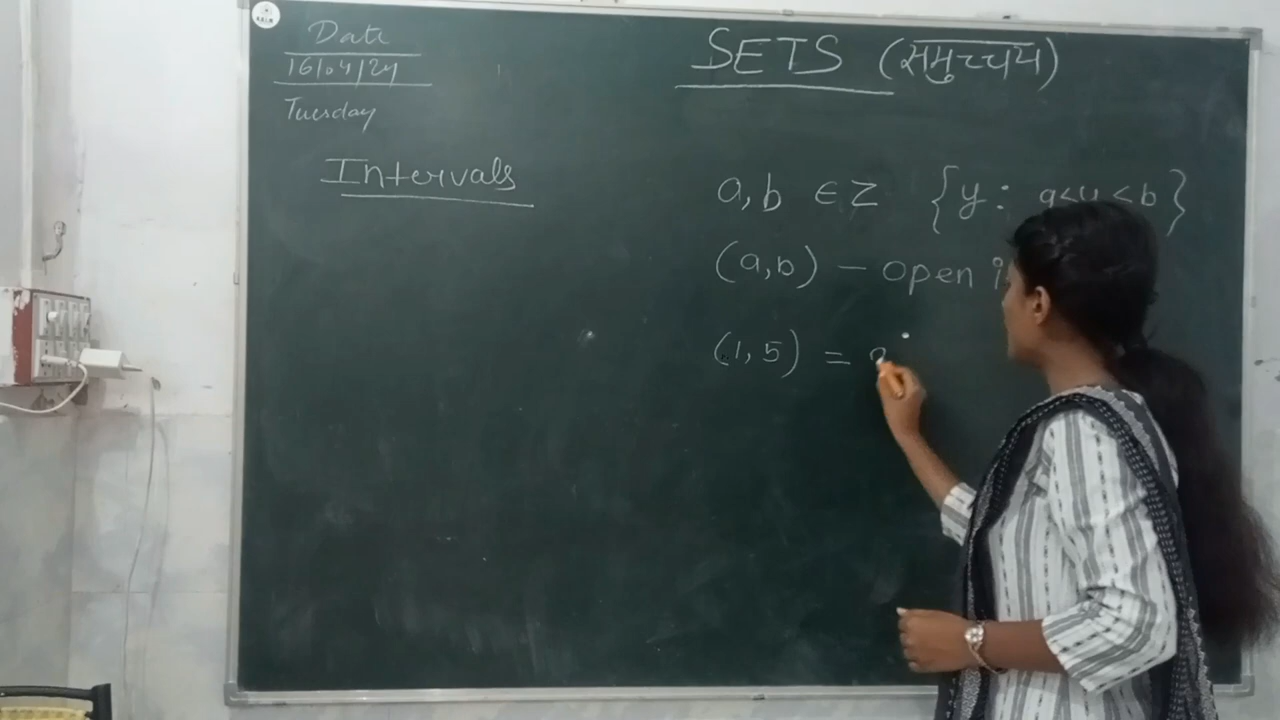 Date
16/04/24
Tuesday
SETS (समुच्चय)
Intervals
a, b ∈ Z {y : a<y<b}
(a,b) – open
(1, 5) =